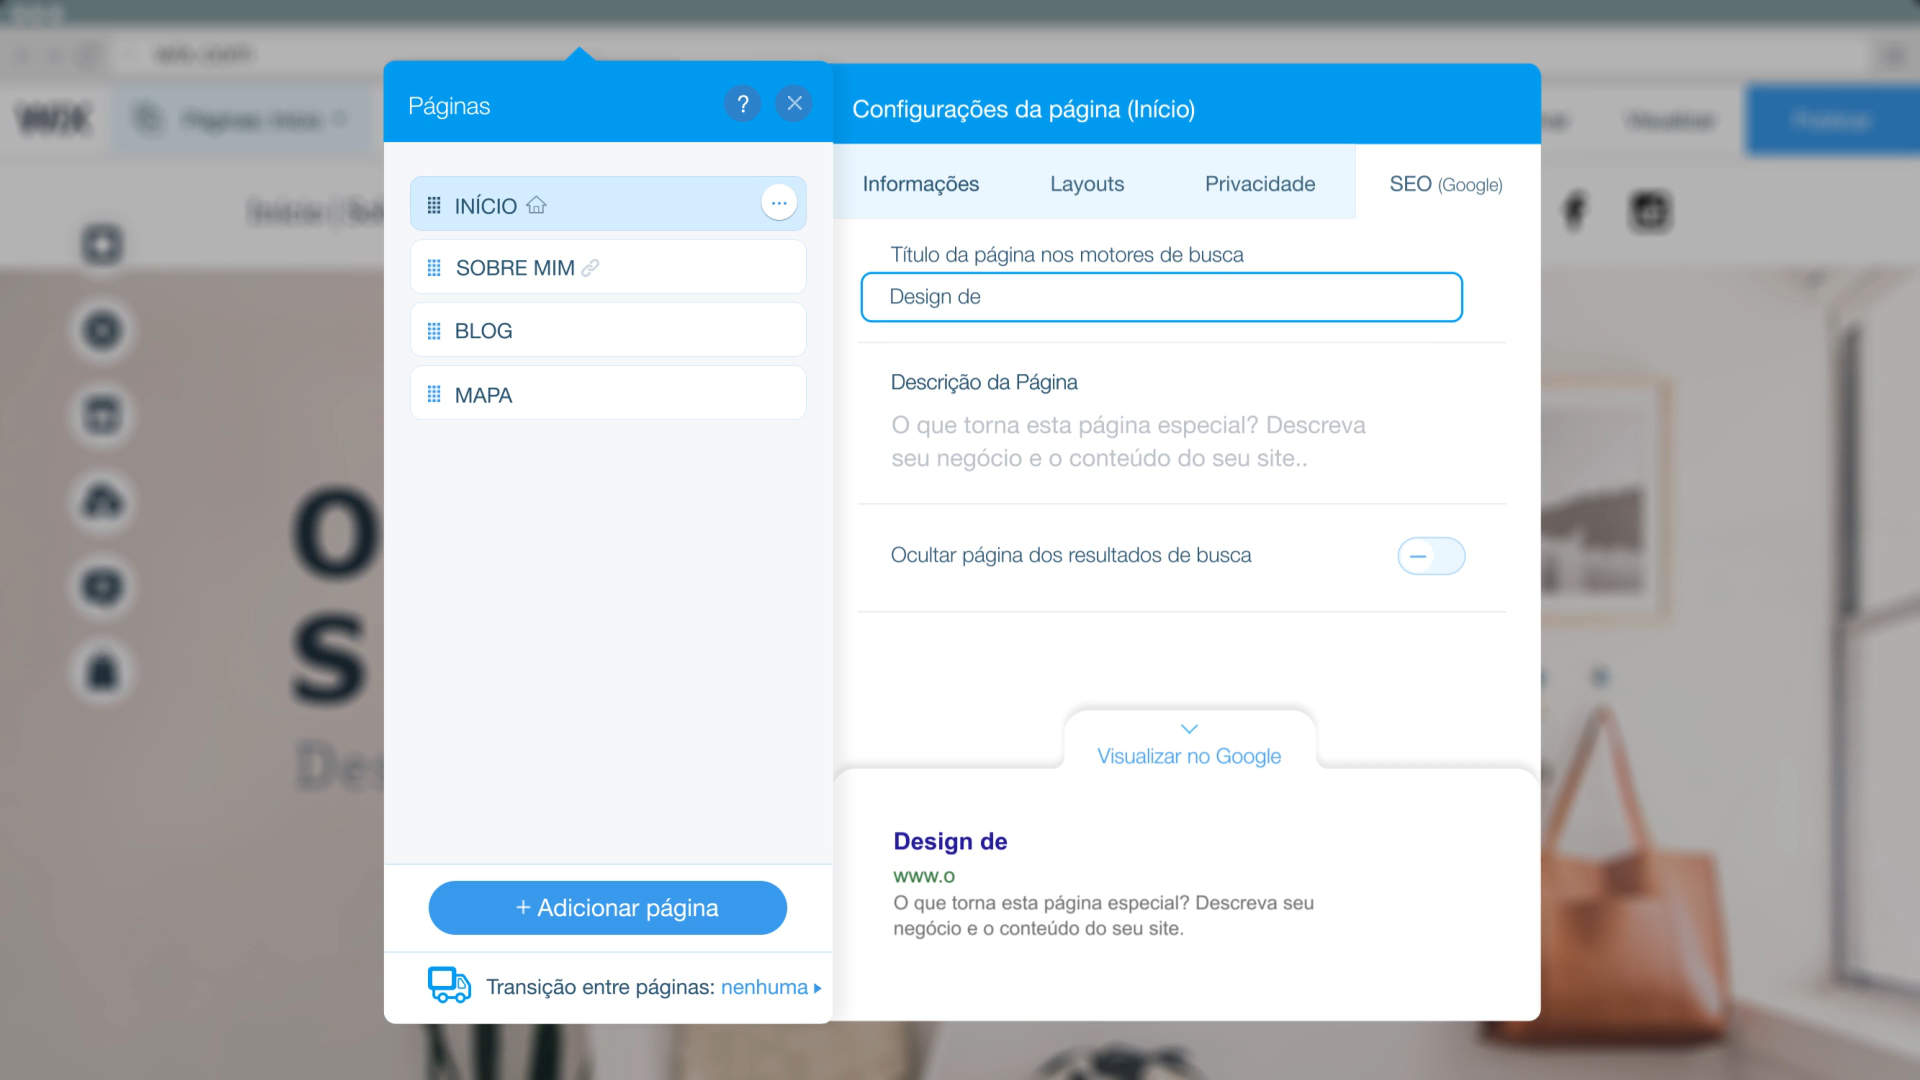 Páginas
?
INÍCIO
SOBRE MIM
BLOG
MAPA
+ Adicionar página
Transição entre páginas: nenhuma
Configurações da página (Início)
Informações
Layouts
Privacidade
SEO (Google)
Título da página nos motores de busca
Design de
Descrição da Página
O que torna esta página especial? Descreva
seu negócio e o conteúdo do seu site..
Ocultar página dos resultados de busca
Visualizar no Google
Design de
www.o
O que torna esta página especial? Descreva seu
negócio e o conteúdo do seu site.
WIX
O
S
Des